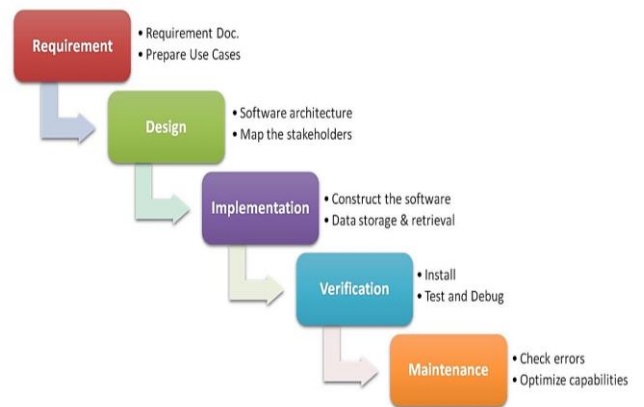 Requirement
• Requirement Doc.
• Prepare Use Cases
Design
• Software architecture
• Map the stakeholders
Implementation
• Construct the software
• Data storage & retrieval
Verification
• Install
• Test and Debug
Maintenance
• Check errors
• Optimize capabilities